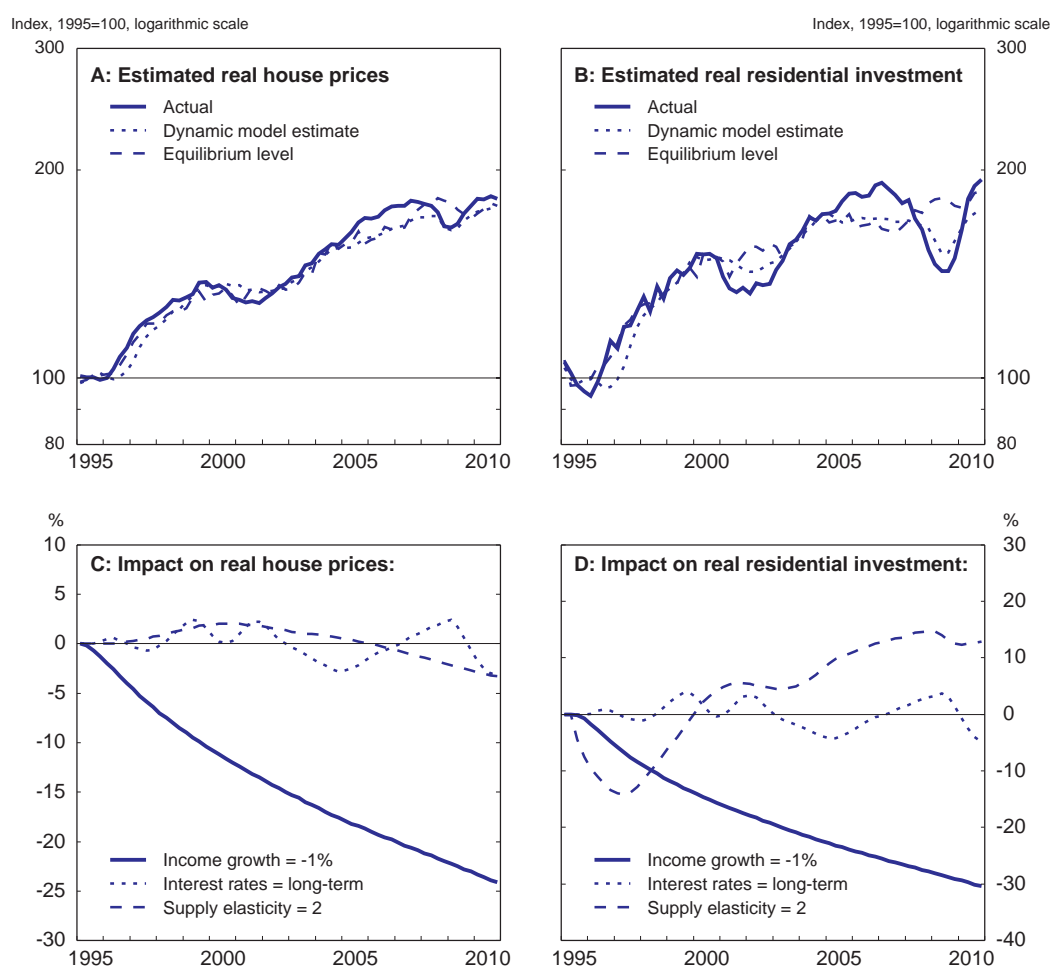 Index, 1995=100, logarithmic scale
Index, 1995=100, logarithmic scale
300
A: Estimated real house prices
Actual
Dynamic model estimate
Equilibrium level
200
100
80
1995 2000 2005 2010
300
B: Estimated real residential investment
Actual
Dynamic model estimate
Equilibrium level
200
100
80
1995 2000 2005 2010
%
10
C: Impact on real house prices:
5
0
-5
-10
-15
-20
-25
-30
Income growth = -1%
Interest rates = long-term
Supply elasticity = 2
1995 2000 2005 2010
%
30
D: Impact on real residential investment:
20
10
0
-10
-20
-30
-40
Income growth = -1%
Interest rates = long-term
Supply elasticity = 2
1995 2000 2005 2010